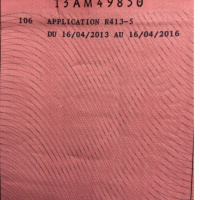 13AM49850
106 APPLICATION R413-5
DU 16/04/2013 AU 16/04/2016